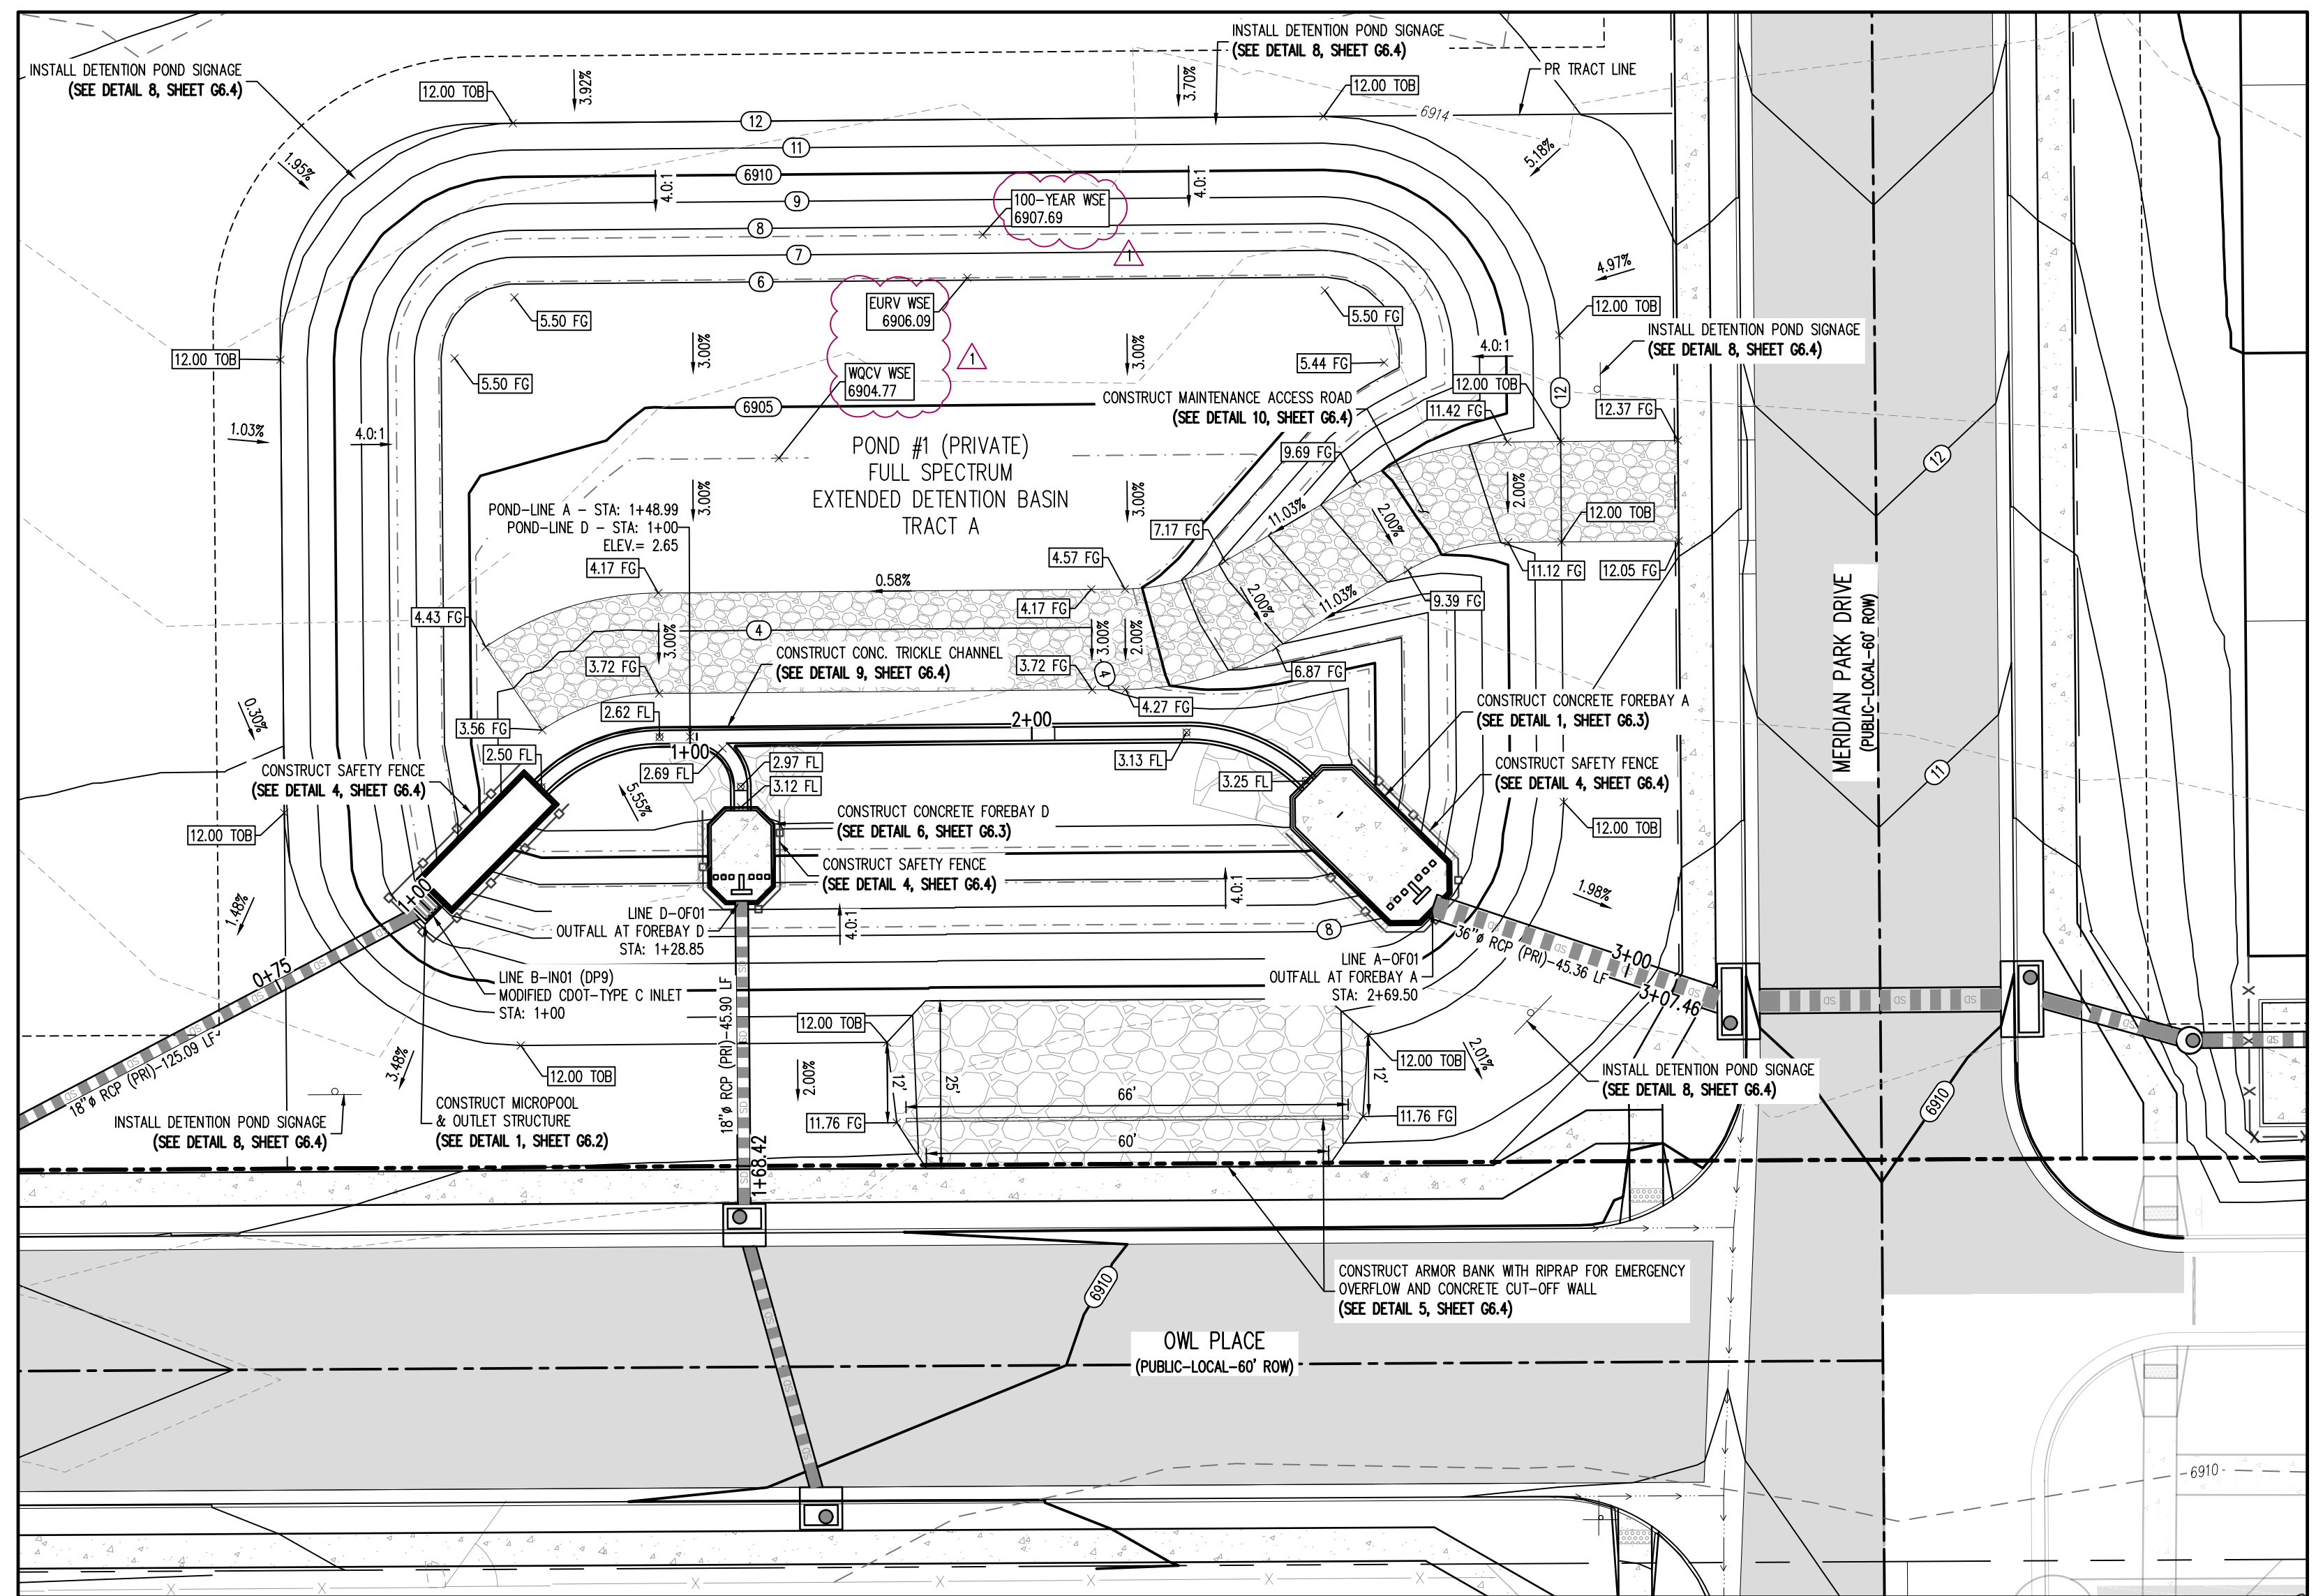 INSTALL DETENTION POND SIGNAGE
(SEE DETAIL 8, SHEET G6.4)
INSTALL DETENTION POND SIGNAGE
(SEE DETAIL 8, SHEET G6.4)
PR TRACT LINE
12.00 TOB
3.92%
3.70%
12.00 TOB
6914
12
11
1.95%
5.18%
6910
4.0:1
4.0:1
9
100-YEAR WSE
6907.69
8
7
1
4.97%
6
EURV WSE
6906.09
5.50 FG
5.50 FG
12.00 TOB
INSTALL DETENTION POND SIGNAGE
(SEE DETAIL 8, SHEET G6.4)
12.00 TOB
3.00%
3.00%
1
4.0:1
5.44 FG
5.50 FG
WQCV WSE
6904.77
12.00 TOB
12
CONSTRUCT MAINTENANCE ACCESS ROAD
(SEE DETAIL 10, SHEET G6.4)
6905
11.42 FG
12.37 FG
1.03%
4.0:1
POND #1 (PRIVATE)
FULL SPECTRUM
EXTENDED DETENTION BASIN
TRACT A
9.69 FG
12
3.00%
3.00%
2.00%
POND-LINE A - STA: 1+48.99
POND-LINE D - STA: 1+00
ELEV.= 2.65
11.03%
2.00%
12.00 TOB
7.17 FG
4.17 FG
4.57 FG
11.12 FG
12.05 FG
0.58%
4.43 FG
4.17 FG
2.00%
11.03%
9.39 FG
MERIDIAN PARK DRIVE
(PUBLIC-LOCAL-60' ROW)
4
3.00%
3.00%
2.00%
CONSTRUCT CONC. TRICKLE CHANNEL
(SEE DETAIL 9, SHEET G6.4)
3.72 FG
3.72 FG
4
6.87 FG
CONSTRUCT CONCRETE FOREBAY A
(SEE DETAIL 1, SHEET G6.3)
0.30%
2.62 FL
4.27 FG
3.56 FG
2+00
1+00
2.50 FL
2.97 FL
3.13 FL
2.69 FL
3.12 FL
3.25 FL
CONSTRUCT SAFETY FENCE
(SEE DETAIL 4, SHEET G6.4)
CONSTRUCT SAFETY FENCE
(SEE DETAIL 4, SHEET G6.4)
11
5.55%
CONSTRUCT CONCRETE FOREBAY D
(SEE DETAIL 6, SHEET G6.3)
12.00 TOB
12.00 TOB
CONSTRUCT SAFETY FENCE
(SEE DETAIL 4, SHEET G6.4)
1+00
1.48%
4.0:1
4.0:1
1.98%
LINE D-OF01
OUTFALL AT FOREBAY D
STA: 1+28.85
8
36"ø RCP (PRI)-45.36 LF
3+00
3+07.46
0+75
LINE A-OF01
OUTFALL AT FOREBAY A
STA: 2+69.50
LINE B-IN01 (DP9)
MODIFIED CDOT-TYPE C INLET
STA: 1+00
SD
SD
SD
18"ø RCP (PRI)-125.09 LF
18"ø RCP (PRI)-45.90 LF
12.00 TOB
12.00 TOB
3.48%
12.00 TOB
2.00%
12'
25'
66'
12'
2.01%
INSTALL DETENTION POND SIGNAGE
(SEE DETAIL 8, SHEET G6.4)
INSTALL DETENTION POND SIGNAGE
(SEE DETAIL 8, SHEET G6.4)
CONSTRUCT MICROPOOL
& OUTLET STRUCTURE
(SEE DETAIL 1, SHEET G6.2)
11.76 FG
11.76 FG
60'
6910
1+68.42
6910
CONSTRUCT ARMOR BANK WITH RIPRAP FOR EMERGENCY
OVERFLOW AND CONCRETE CUT-OFF WALL
(SEE DETAIL 5, SHEET G6.4)
OWL PLACE
(PUBLIC-LOCAL-60' ROW)
6910